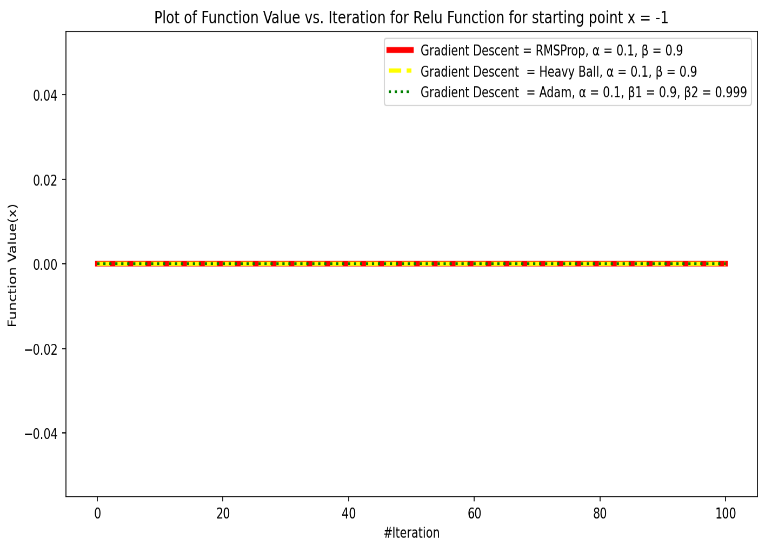 Plot of Function Value vs. Iteration for Relu Function for starting point x = -1
Gradient Descent = RMSProp, α = 0.1, β = 0.9
Gradient Descent  = Heavy Ball, α = 0.1, β = 0.9
Gradient Descent  = Adam, α = 0.1, β1 = 0.9, β2 = 0.999
Function Value(x)
0.04
0.02
0.00
−0.02
−0.04
0 20 40 60 80 100
#Iteration